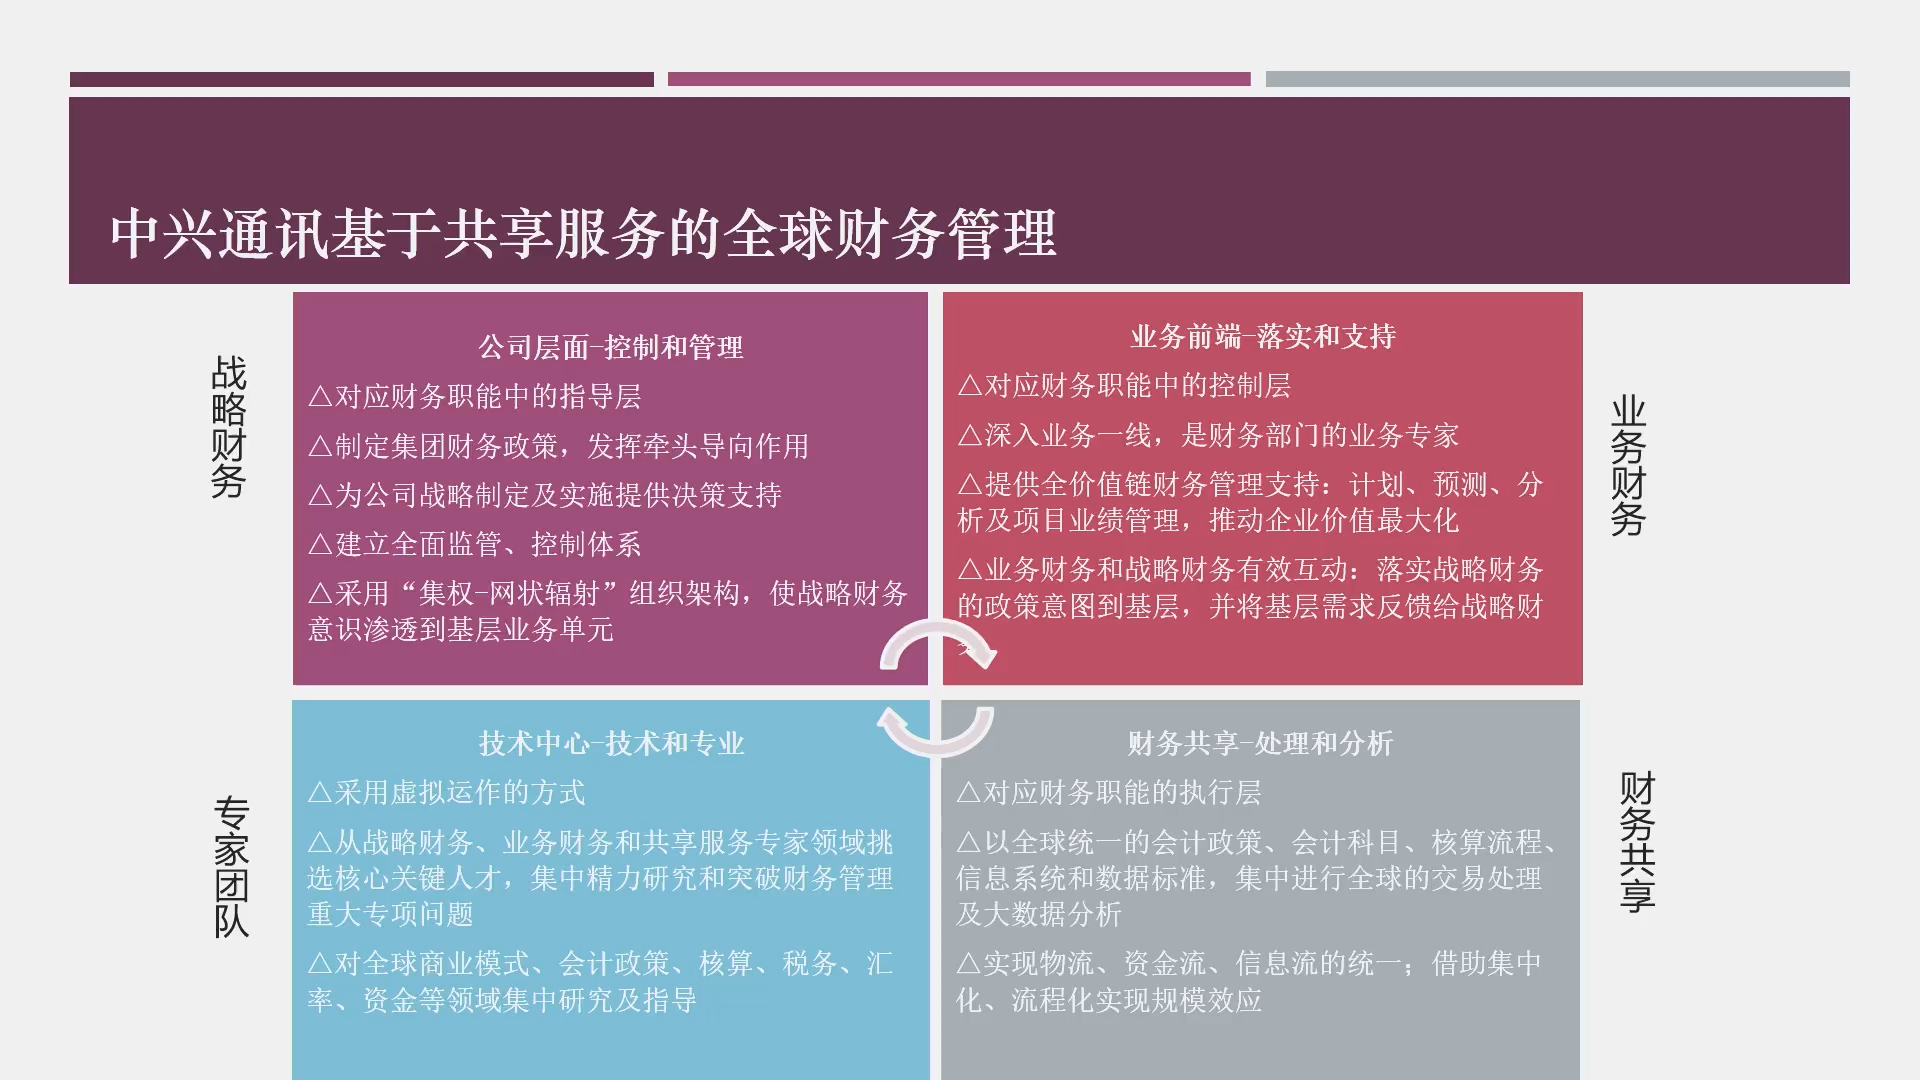 中兴通讯基于共享服务的全球财务管理
战略财务
公司层面-控制和管理
△对应财务职能中的指导层
△制定集团财务政策，发挥牵头导向作用
△为公司战略制定及实施提供决策支持
△建立全面监管、控制体系
△采用“集权-网状辐射”组织架构，使战略财务
意识渗透到基层业务单元
业务前端-落实和支持
△对应财务职能中的控制层
△深入业务一线，是财务部门的业务专家
△提供全价值链财务管理支持：计划、预测、分
析及项目业绩管理，推动企业价值最大化
△业务财务和战略财务有效互动：落实战略财务
的政策意图到基层，并将基层需求反馈给战略财
业务财务
专家团队
技术中心-技术和专业
△采用虚拟运作的方式
△从战略财务、业务财务和共享服务专家领域挑
选核心关键人才，集中精力研究和突破财务管理
重大专项问题
△对全球商业模式、会计政策、核算、税务、汇
率、资金等领域集中研究及指导
财务共享-处理和分析
△对应财务职能的执行层
△以全球统一的会计政策、会计科目、核算流程、
信息系统和数据标准，集中进行全球的交易处理
及大数据分析
△实现物流、资金流、信息流的统一；借助集中
化、流程化实现规模效应
财务共享